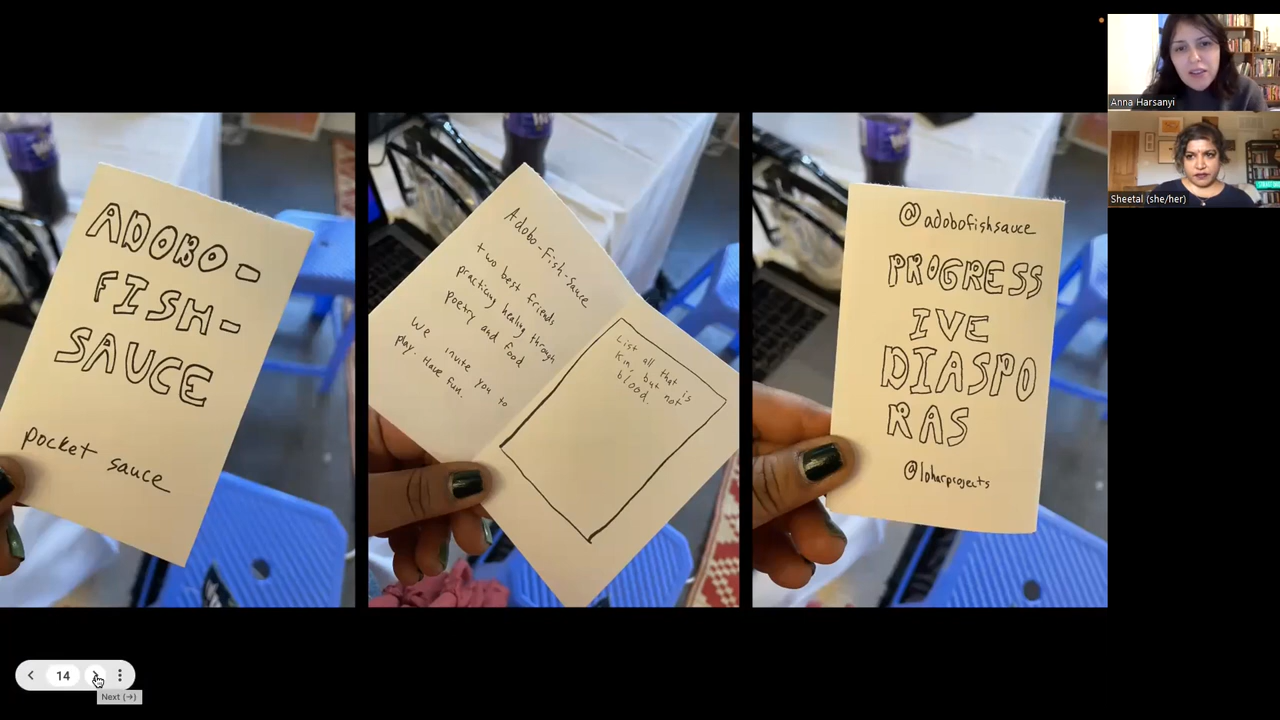 ADOBO-
FISH-
SAUCE
pocket sauce
Adobo-Fish-Sauce
two best friends
practicing healing through
poetry and food
We invite you to
play. Have fun.
List all that is
Kin, but not
blood.
@adobofishsauce
PROGRESS
IVE
DIASPO
RAS
@loharprojects
Anna Harsanyi
Sheetal (she/her)
14
Next (→)